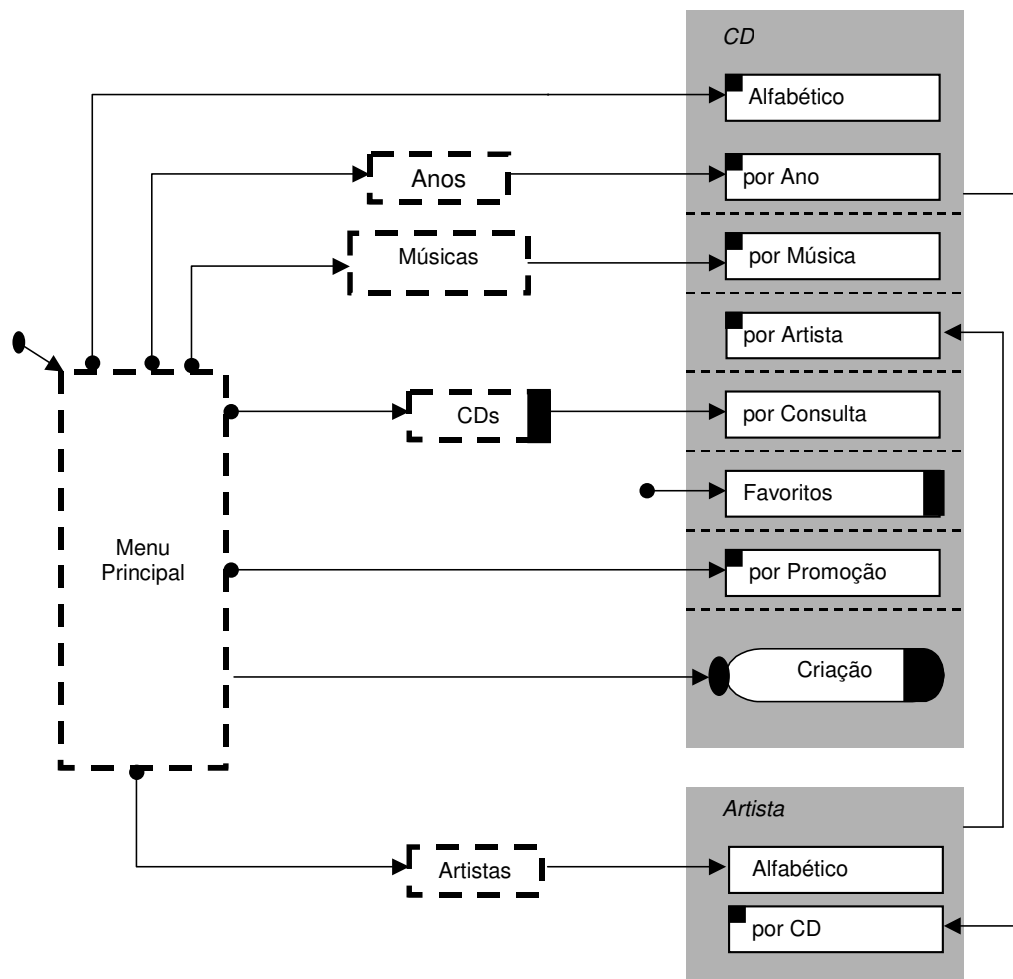 CD
Alfabético
Anos
por Ano
Músicas
por Música
por Artista
CDs
por Consulta
Favoritos
Menu
Principal
por Promoção
Criação
Artista
Artistas
Alfabético
por CD